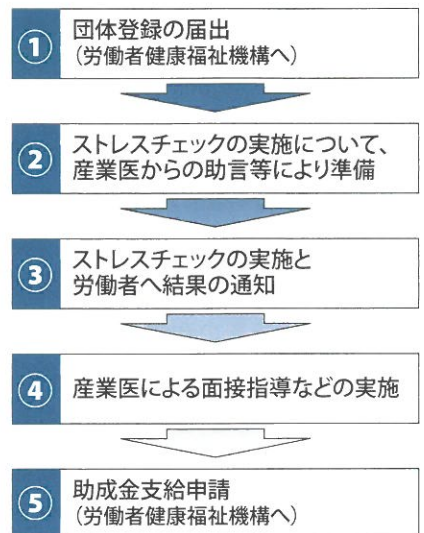 ① 団体登録の届出
(労働者健康福祉機構へ)
② ストレスチェックの実施について、
産業医からの助言等により準備
③ ストレスチェックの実施と
労働者へ結果の通知
④ 産業医による面接指導などの実施
⑤ 助成金支給申請
(労働者健康福祉機構へ)